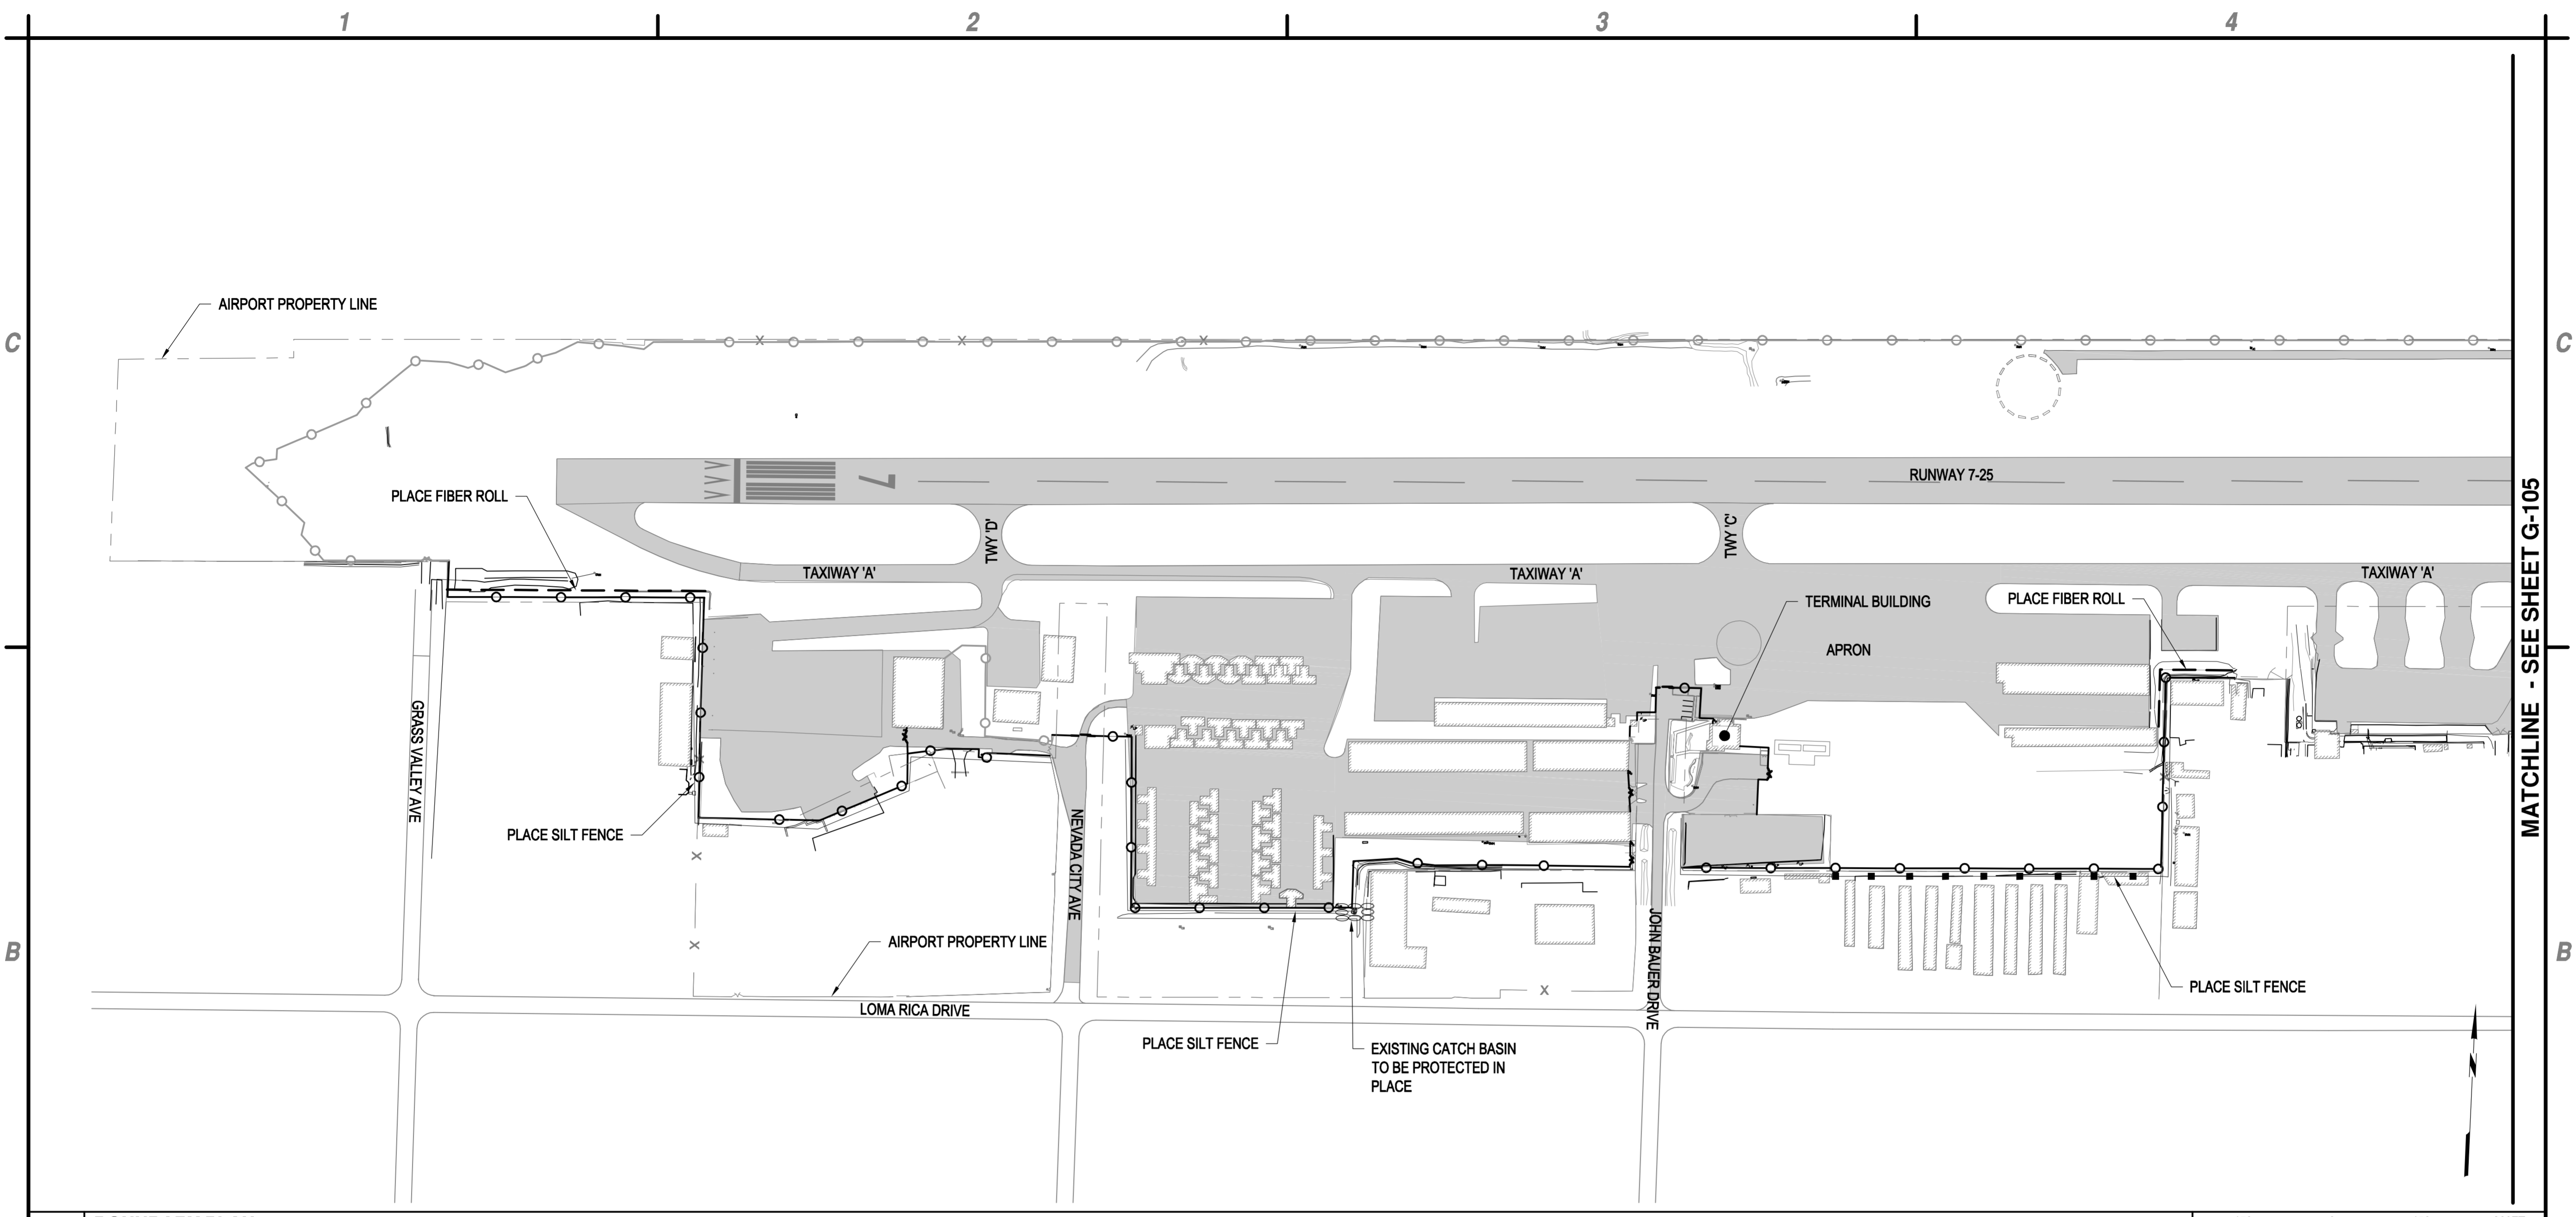 1
2
3
4
AIRPORT PROPERTY LINE
C
C
X
X
X
RUNWAY 7-25
7
PLACE FIBER ROLL
TWY 'D'
TWY 'C'
TAXIWAY 'A'
TAXIWAY 'A'
TAXIWAY 'A'
TERMINAL BUILDING
PLACE FIBER ROLL
APRON
MATCHLINE - SEE SHEET G-105
GRASS VALLEY AVE
PLACE SILT FENCE
NEVADA CITY AVE
X
X
AIRPORT PROPERTY LINE
JOHN BAUER DRIVE
B
B
X
PLACE SILT FENCE
LOMA RICA DRIVE
PLACE SILT FENCE
EXISTING CATCH BASIN
TO BE PROTECTED IN
PLACE
N